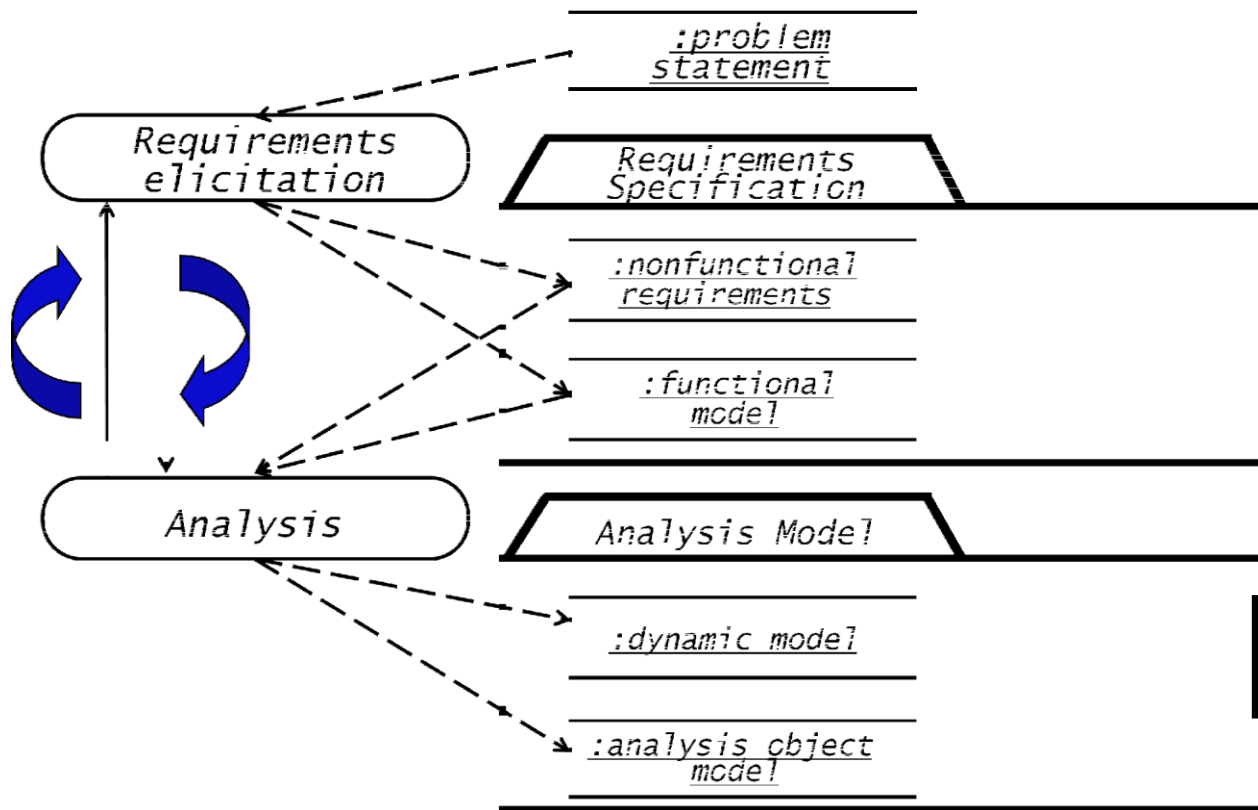 :problem
statement
Requirements
elicitation
Requirements
Specification
:nonfunctional
requirements
:functional
model
Analysis
Analysis Model
:dynamic model
:analysis object
model